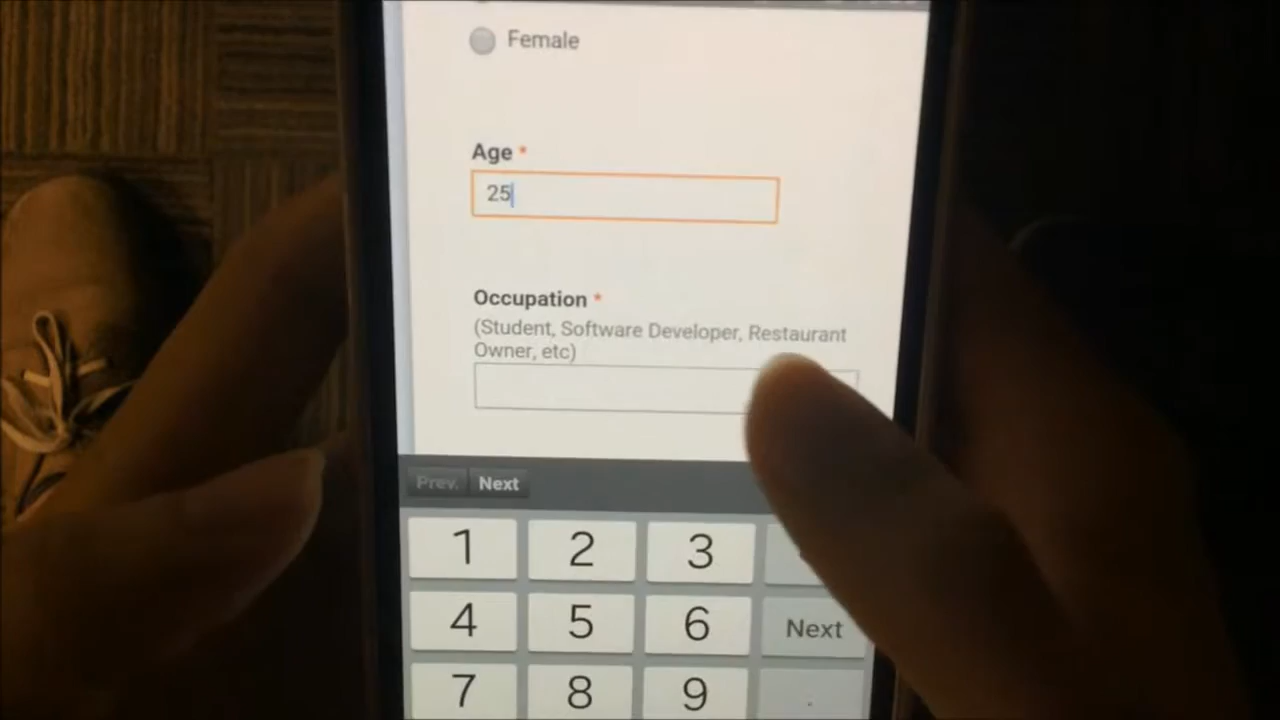 Female
Age *
25
Occupation *
(Student, Software Developer, Restaurant
Owner, etc)
Prev. Next
1 2 3
4 5 6 Next
7 8 9 .